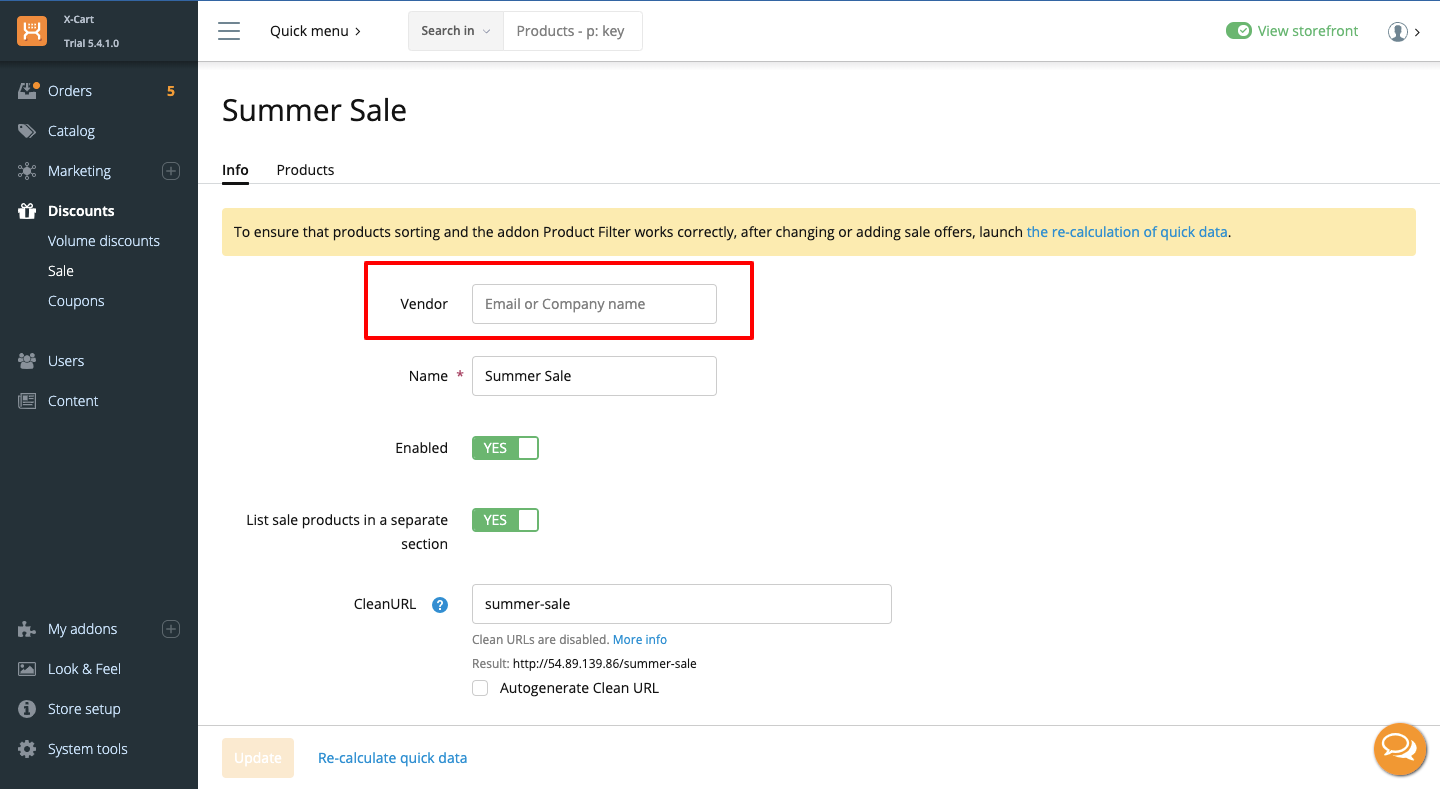 X-Cart
Trial 5.4.1.0
Quick menu
Search in
Products - p: key
View storefront
Orders 5
Catalog
Marketing
Discounts
Volume discounts
Sale
Coupons
Users
Content
My addons
Look & Feel
Store setup
System tools
Summer Sale
Info Products
To ensure that products sorting and the addon Product Filter works correctly, after changing or adding sale offers, launch the re-calculation of quick data.
Vendor Email or Company name
Name * Summer Sale
Enabled YES
List sale products in a separate YES
section
CleanURL ? summer-sale
Clean URLs are disabled. More info
Result: http://54.89.139.86/summer-sale
Autogenerate Clean URL
Update Re-calculate quick data